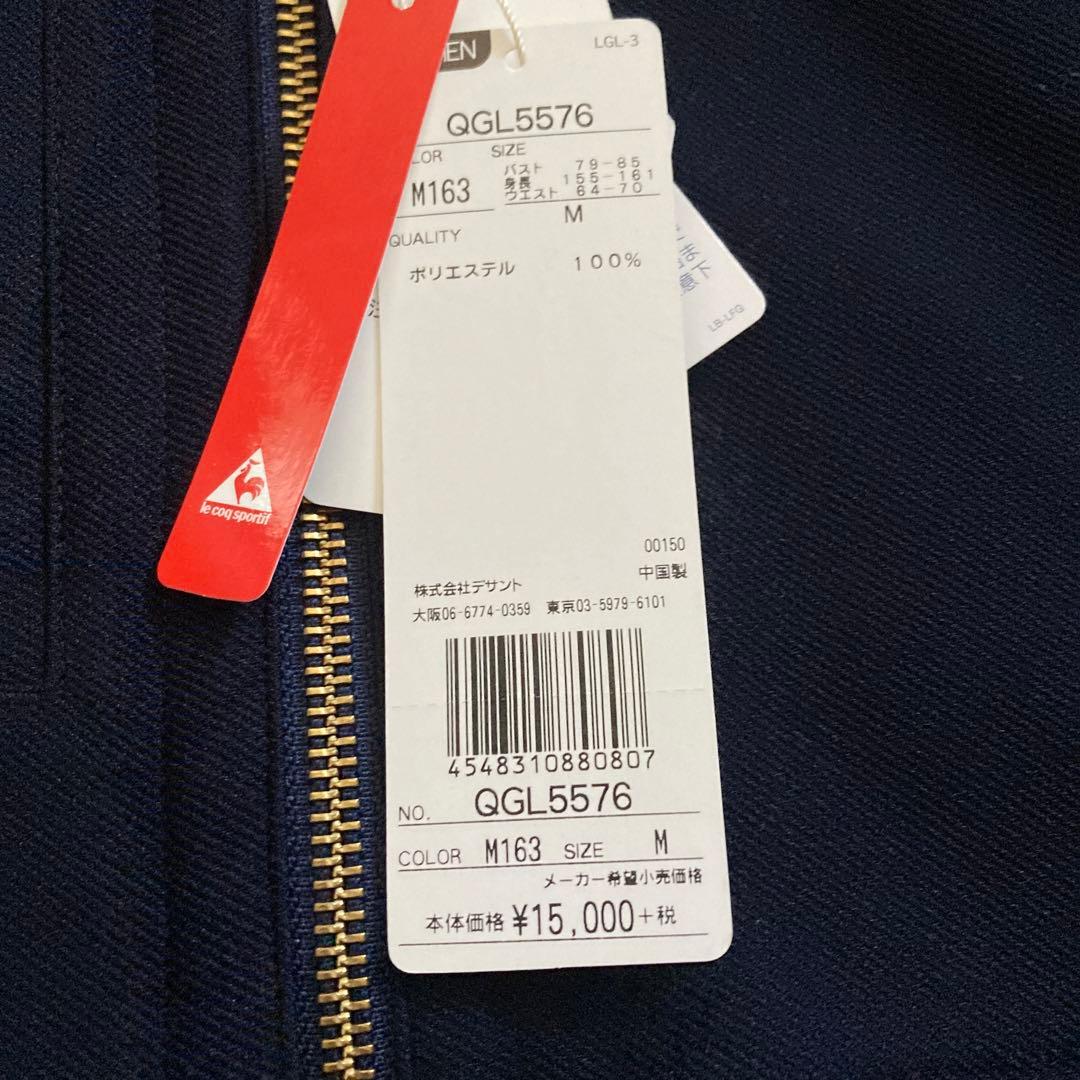 LGL-3
QGL5576
SIZE
バスト 79-85
身長 155-161
ウエスト 64-70
M163
M
QUALITY
ポリエステル 100%
LB-LFG
le coq sportif
00150
中国製
株式会社デサント
大阪06-6774-0359 東京03-5979-6101
4548310880807
NO. QGL5576
COLOR M163 SIZE M
メーカー希望小売価格
本体価格 ¥15,000+税